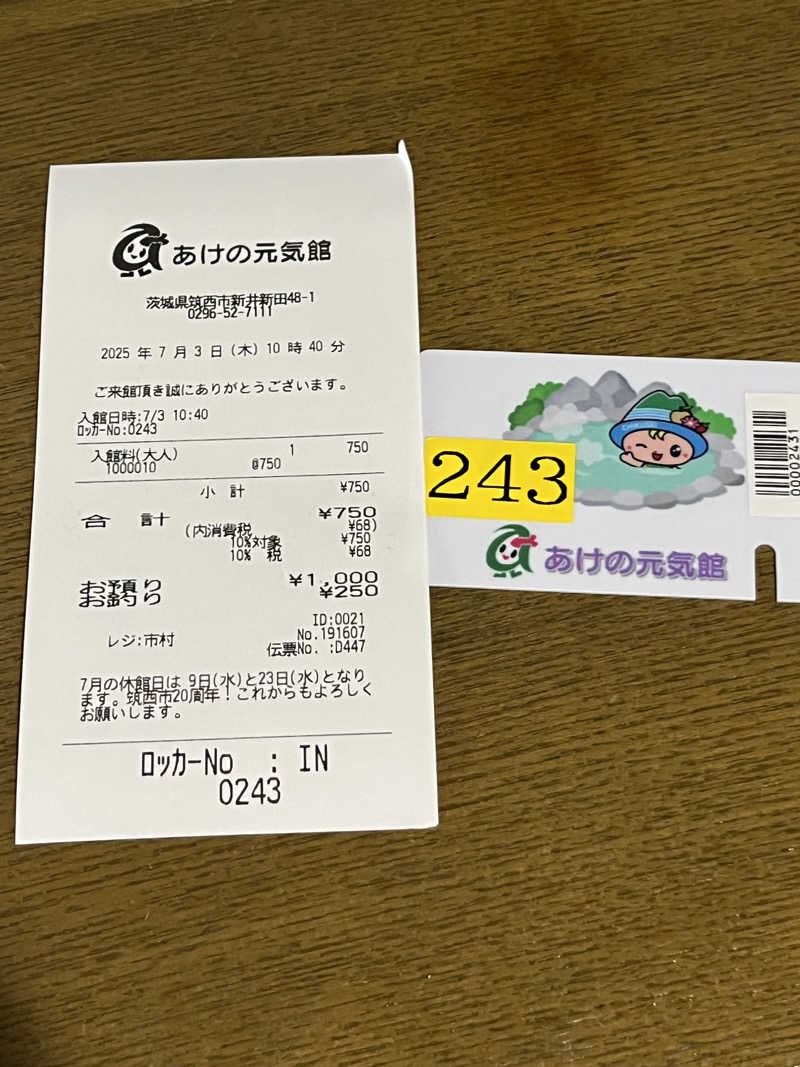 あけの元気館
茨城県筑西市新井新田48-1
0296-52-7111
2025 年 7 月 3 日 (木) 10 時 40 分
ご来館頂き誠にありがとうございます。
入館日時:7/3 10:40
ﾛｯｶｰNo:0243
入館料(大人) 1 750
1000010 @750
小 計 ¥750
合 計 ¥750
(内消費税 ¥68)
10%対象 ¥750
10% 税 ¥68
お預り ¥1,000
お釣り ¥250
ID:0021
レジ:市村 No.191607
伝票No. :D447
7月の休館日は 9日(水)と23日(水)となり
ます。筑西市20周年！これからもよろしく
お願いします。
ﾛｯｶｰNo : IN
0243
243
あけの元気館
00002431